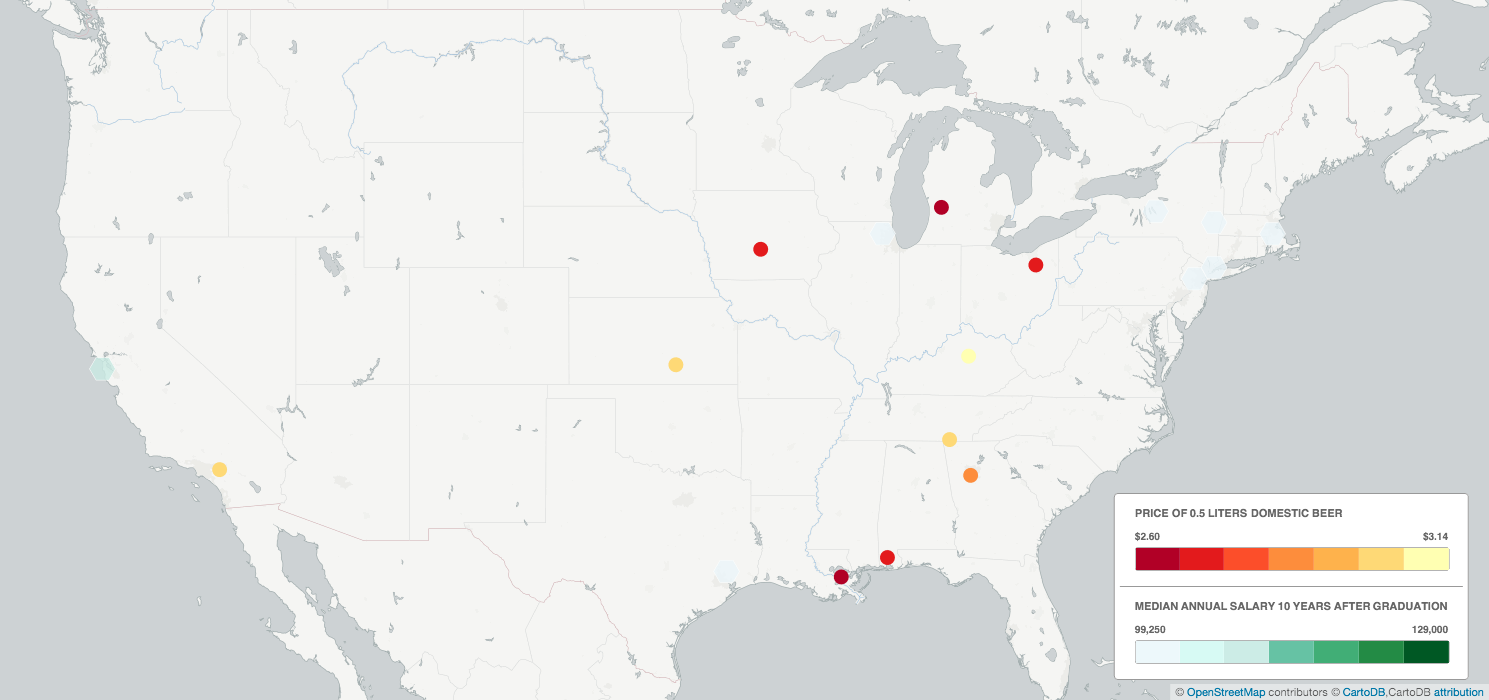 PRICE OF 0.5 LITERS DOMESTIC BEER
$2.60 $3.14
MEDIAN ANNUAL SALARY 10 YEARS AFTER GRADUATION
99,250 129,000
© OpenStreetMap contributors © CartoDB,CartoDB attribution